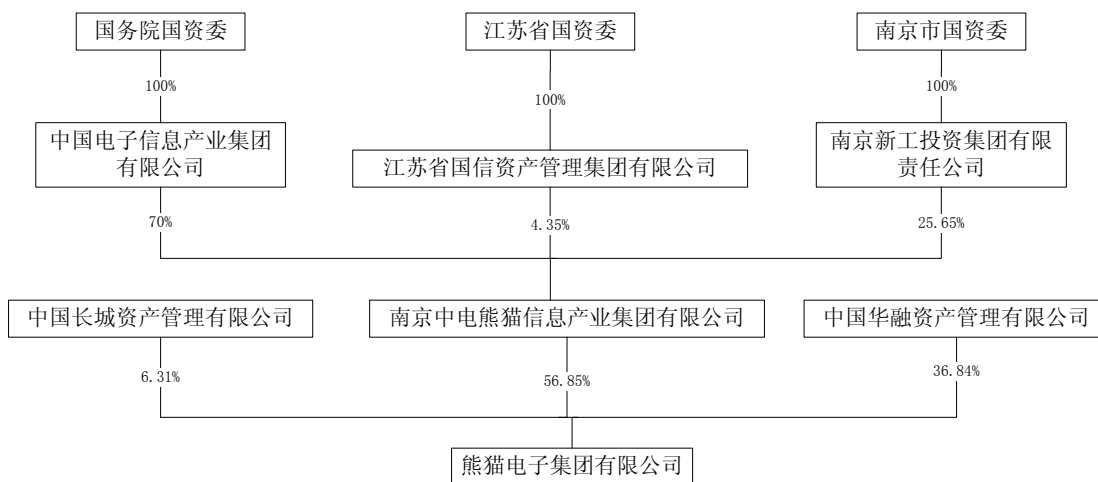 国务院国资委
江苏省国资委
南京市国资委
100%
100%
100%
中国电子信息产业集团
有限公司
江苏省国信资产管理集团有限公司
南京新工投资集团有限
责任公司
70%
4.35%
25.65%
中国长城资产管理有限公司
南京中电熊猫信息产业集团有限公司
中国华融资产管理有限公司
6.31%
56.85%
36.84%
熊猫电子集团有限公司